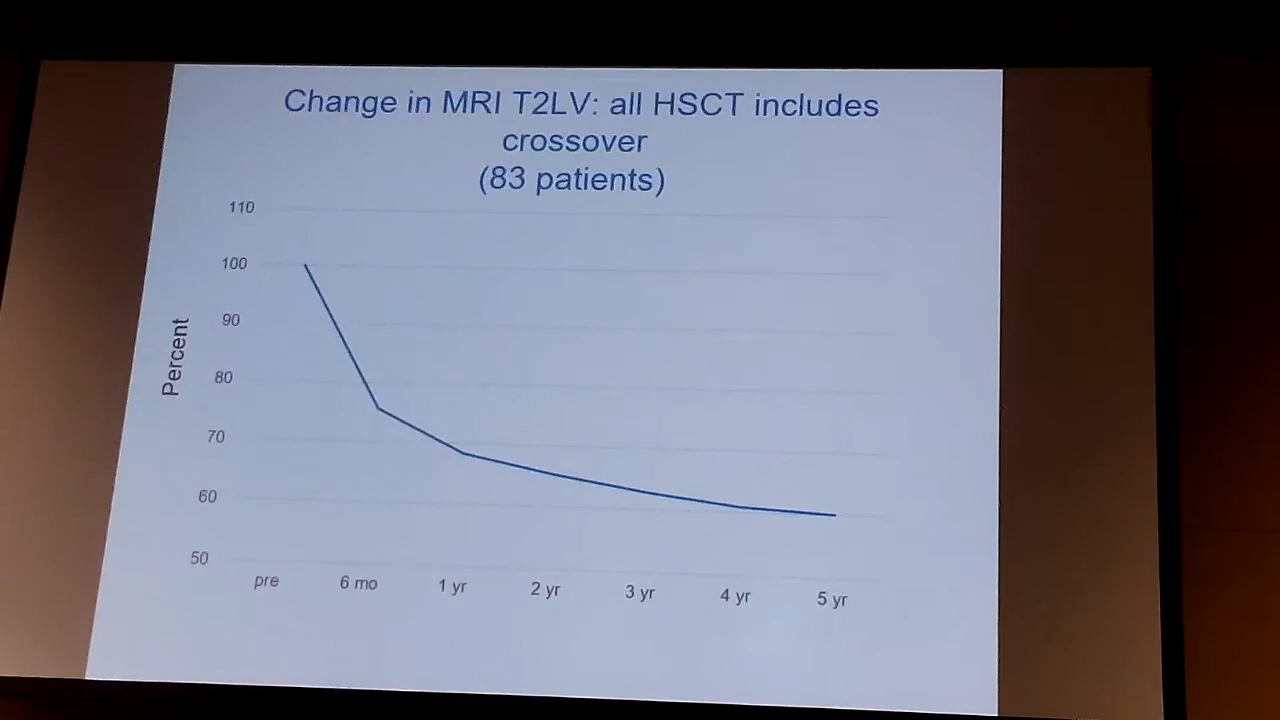 Change in MRI T2LV: all HSCT includes
crossover
(83 patients)
110
100
90
80
70
60
50
Percent
pre 6 mo 1 yr 2 yr 3 yr 4 yr 5 yr